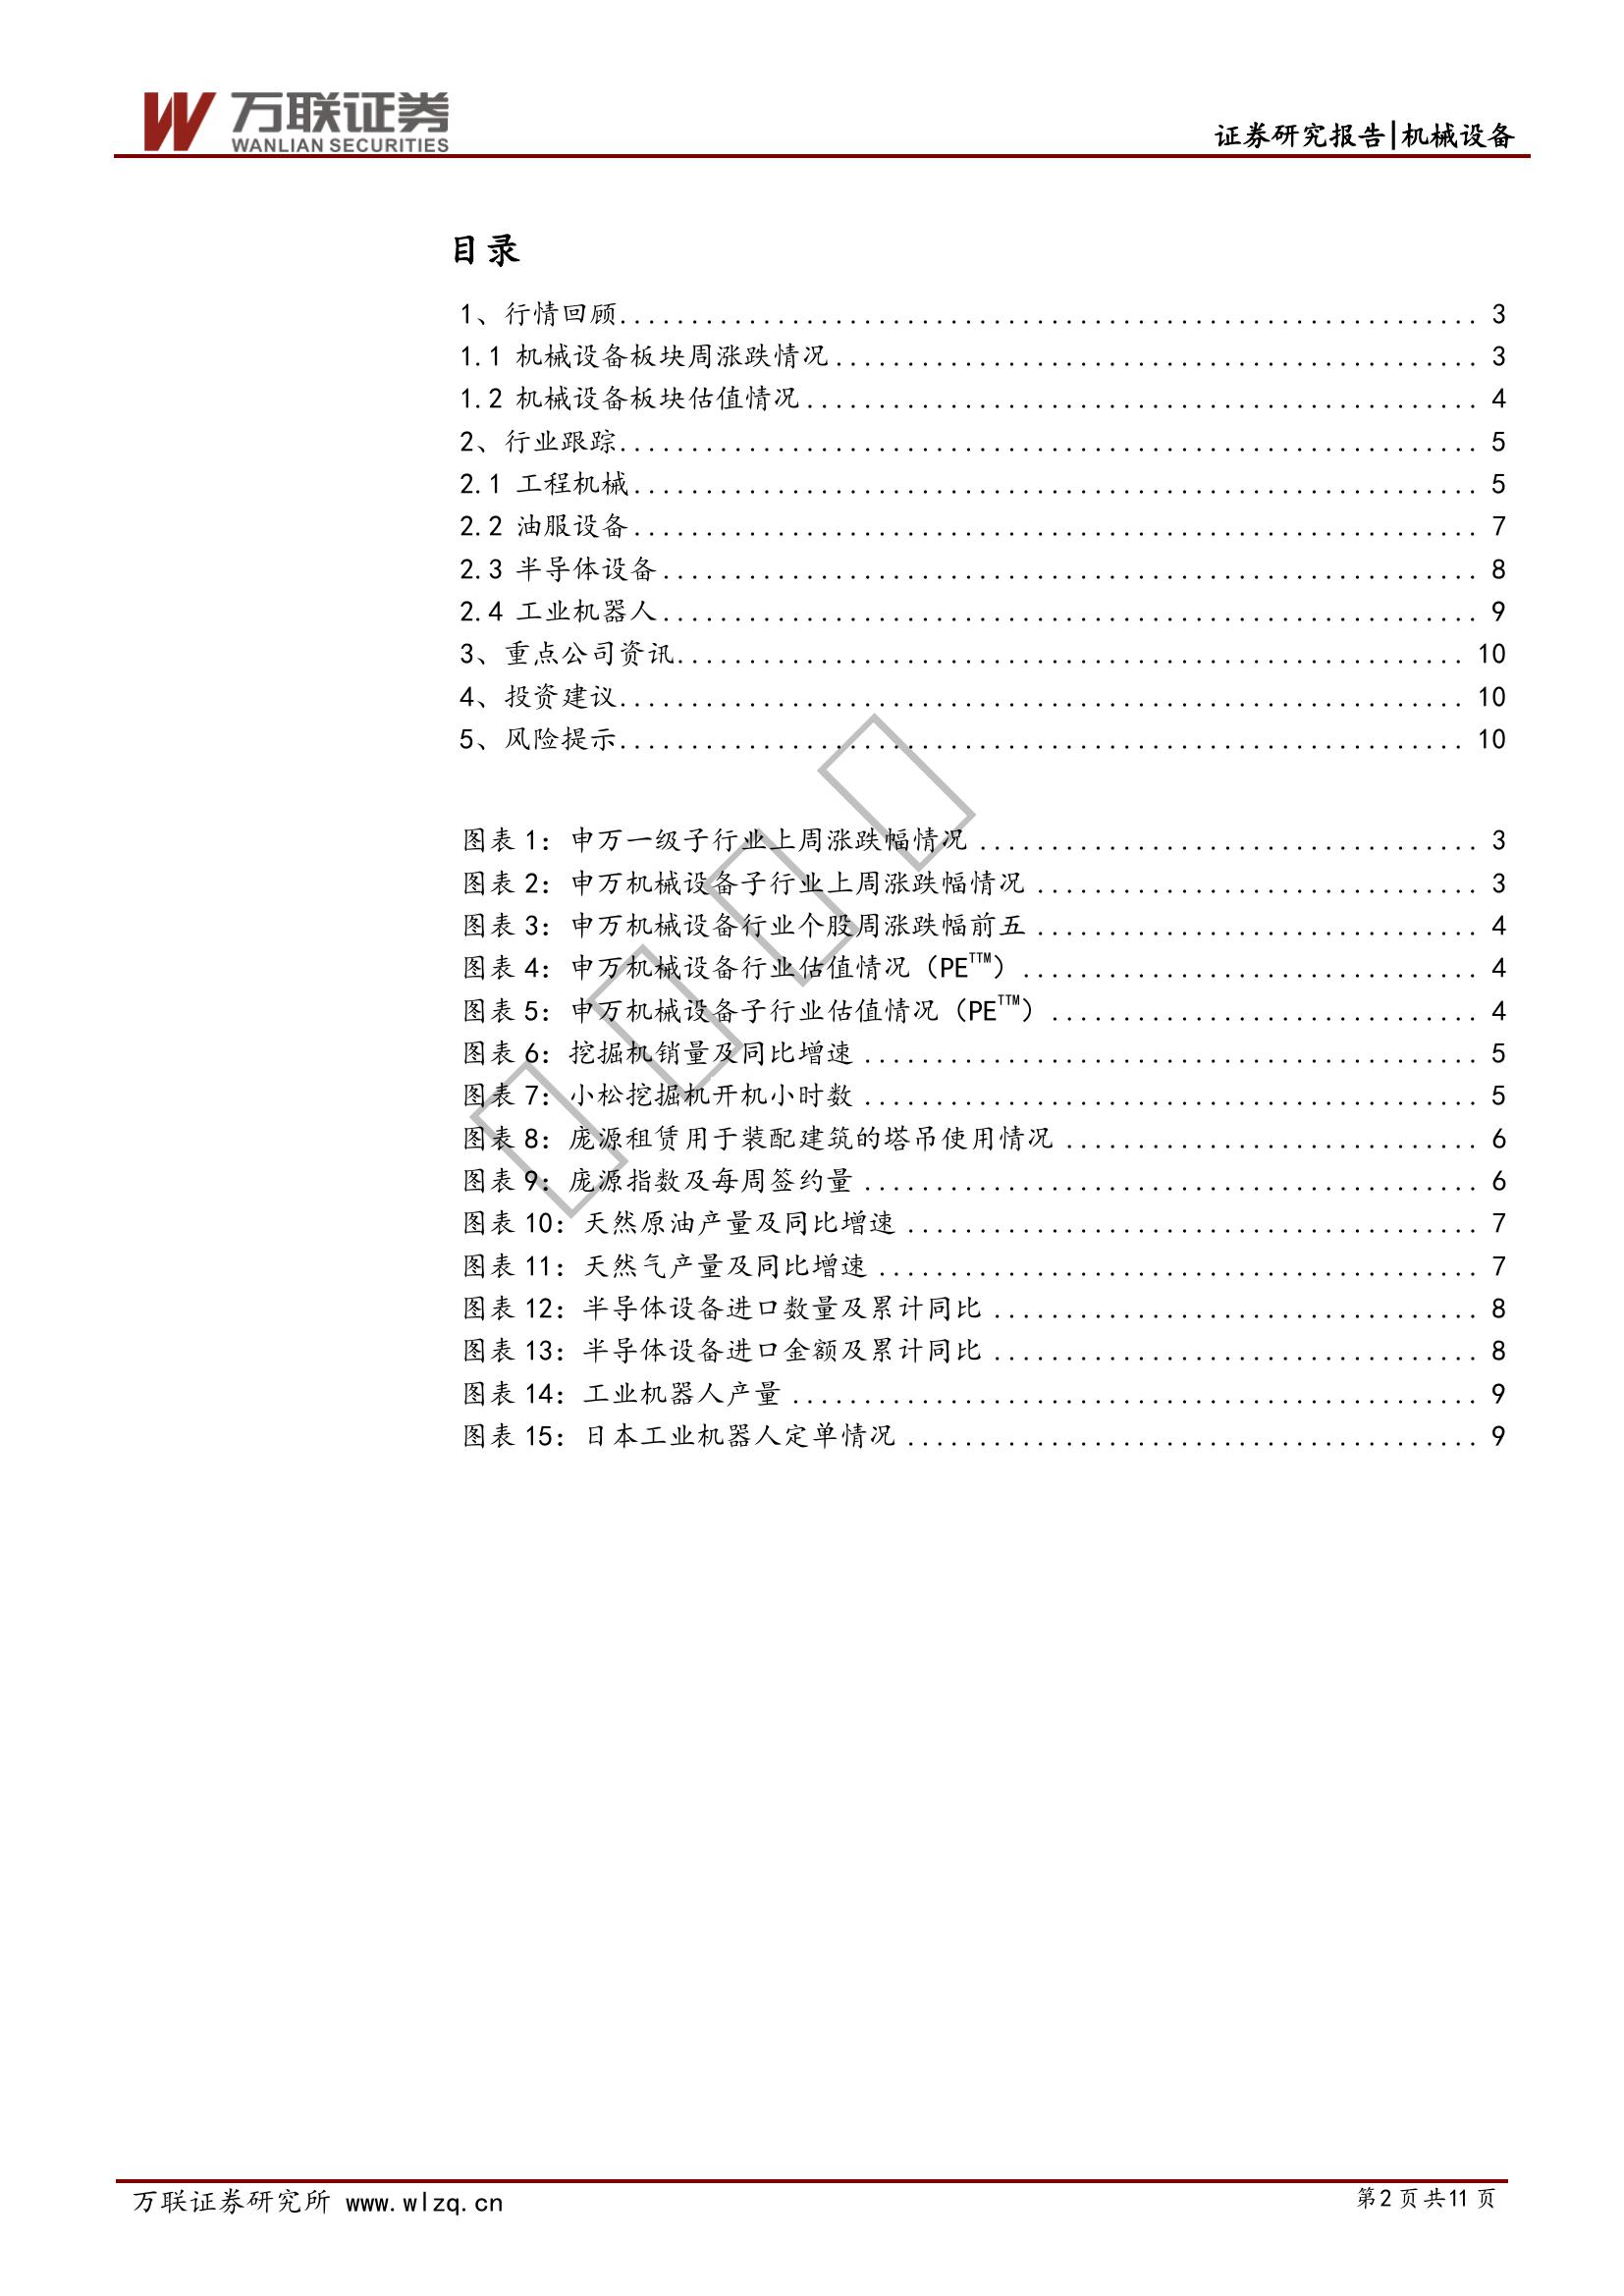 万联证券
WANLIAN SECURITIES
证券研究报告|机械设备
目录
1、行情回顾........................................................... 3
1.1 机械设备板块周涨跌情况............................................. 3
1.2 机械设备板块估值情况............................................... 4
2、行业跟踪........................................................... 5
2.1 工程机械........................................................... 5
2.2 油服设备........................................................... 7
2.3 半导体设备......................................................... 8
2.4 工业机器人......................................................... 9
3、重点公司资讯....................................................... 10
4、投资建议........................................................... 10
5、风险提示........................................................... 10
图表 1：申万一级子行业上周涨跌幅情况 ................................... 3
图表 2：申万机械设备子行业上周涨跌幅情况 ............................... 3
图表 3：申万机械设备行业个股周涨跌幅前五 ............................... 4
图表 4：申万机械设备行业估值情况（PE^TTM）................................ 4
图表 5：申万机械设备子行业估值情况（PE^TTM）.............................. 4
图表 6：挖掘机销量及同比增速 ........................................... 5
图表 7：小松挖掘机开机小时数 ........................................... 5
图表 8：庞源租赁用于装配建筑的塔吊使用情况 ............................. 6
图表 9：庞源指数及每周签约量 ........................................... 6
图表 10：天然原油产量及同比增速 ........................................ 7
图表 11：天然气产量及同比增速 .......................................... 7
图表 12：半导体设备进口数量及累计同比 .................................. 8
图表 13：半导体设备进口金额及累计同比 .................................. 8
图表 14：工业机器人产量 ................................................ 9
图表 15：日本工业机器人定单情况 ........................................ 9
万联证券研究所 www.wlzq.cn
第2页共11页